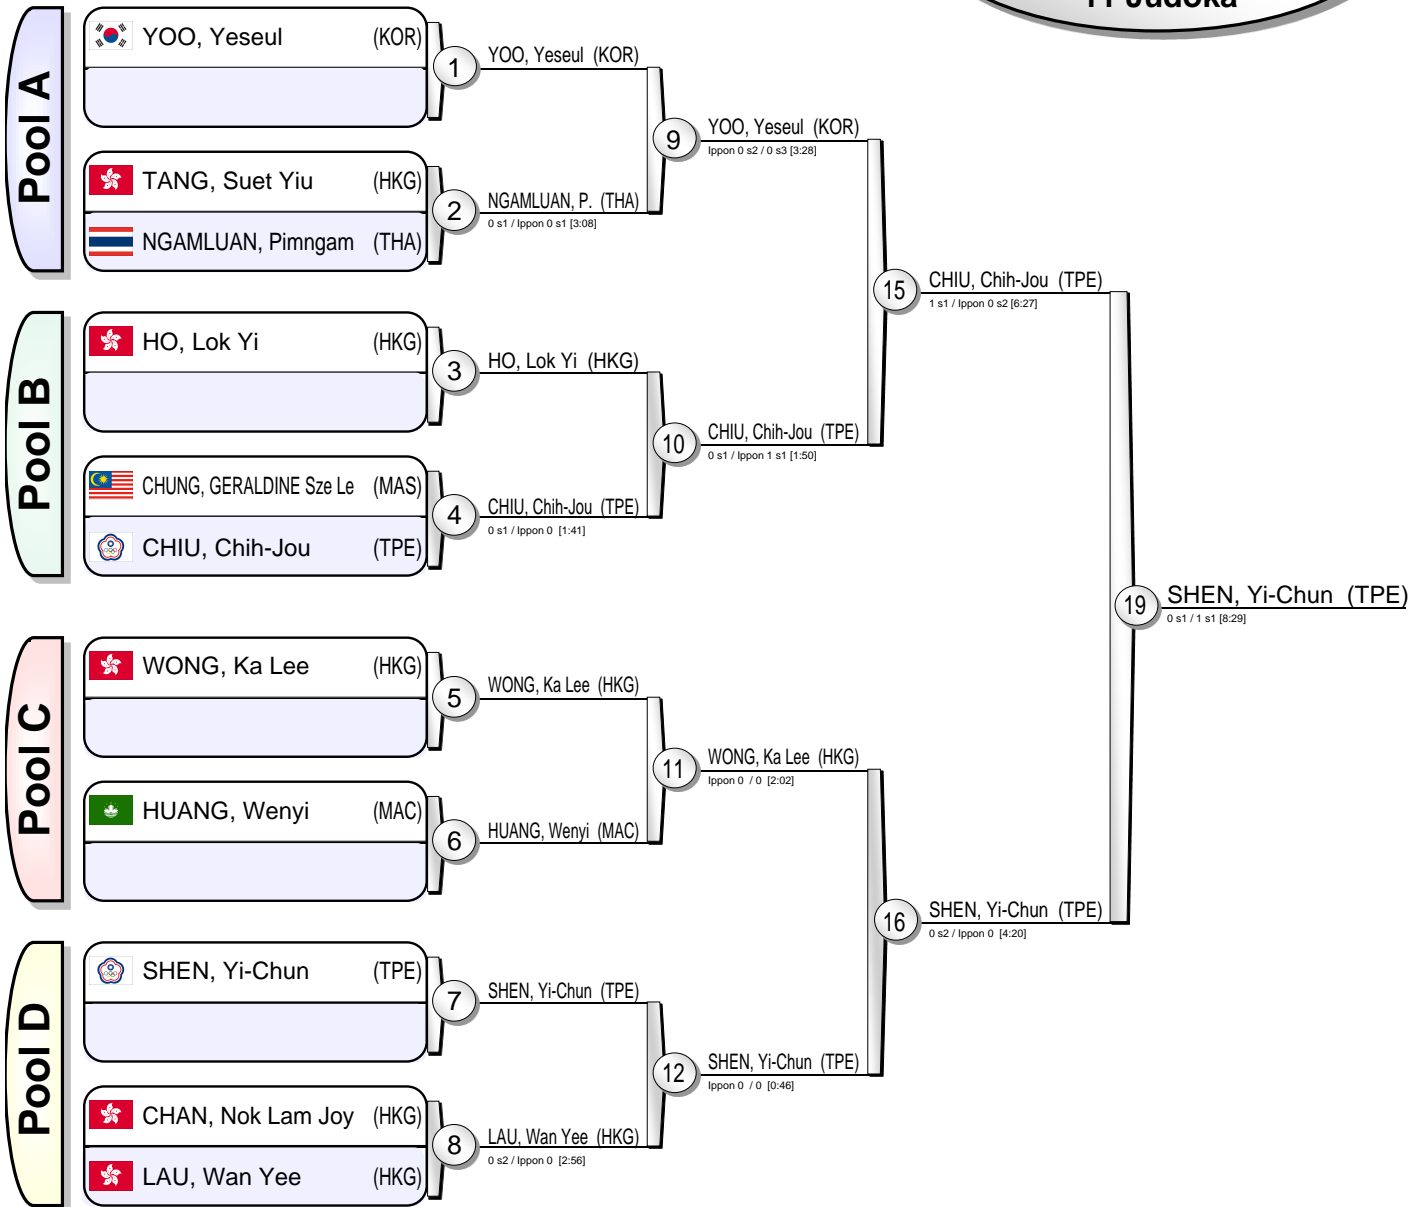 11 Judoka
Pool A
YOO, Yeseul (KOR)
TANG, Suet Yiu (HKG)
NGAMLUAN, Pimngam (THA)
1
YOO, Yeseul (KOR)
2
NGAMLUAN, P. (THA)
0 s1 / Ippon 0 s1 [3:08]
9
YOO, Yeseul (KOR)
Ippon 0 s2 / 0 s3 [3:28]
Pool B
HO, Lok Yi (HKG)
CHUNG, GERALDINE Sze Le (MAS)
CHIU, Chih-Jou (TPE)
3
HO, Lok Yi (HKG)
4
CHIU, Chih-Jou (TPE)
0 s1 / Ippon 0 [1:41]
10
CHIU, Chih-Jou (TPE)
0 s1 / Ippon 1 s1 [1:50]
15
CHIU, Chih-Jou (TPE)
1 s1 / Ippon 0 s2 [6:27]
Pool C
WONG, Ka Lee (HKG)
HUANG, Wenyi (MAC)
5
WONG, Ka Lee (HKG)
6
HUANG, Wenyi (MAC)
11
WONG, Ka Lee (HKG)
Ippon 0 / 0 [2:02]
Pool D
SHEN, Yi-Chun (TPE)
CHAN, Nok Lam Joy (HKG)
LAU, Wan Yee (HKG)
7
SHEN, Yi-Chun (TPE)
8
LAU, Wan Yee (HKG)
0 s2 / Ippon 0 [2:56]
12
SHEN, Yi-Chun (TPE)
Ippon 0 / 0 [0:46]
16
SHEN, Yi-Chun (TPE)
0 s2 / Ippon 0 [4:20]
19
SHEN, Yi-Chun (TPE)
0 s1 / 1 s1 [8:29]